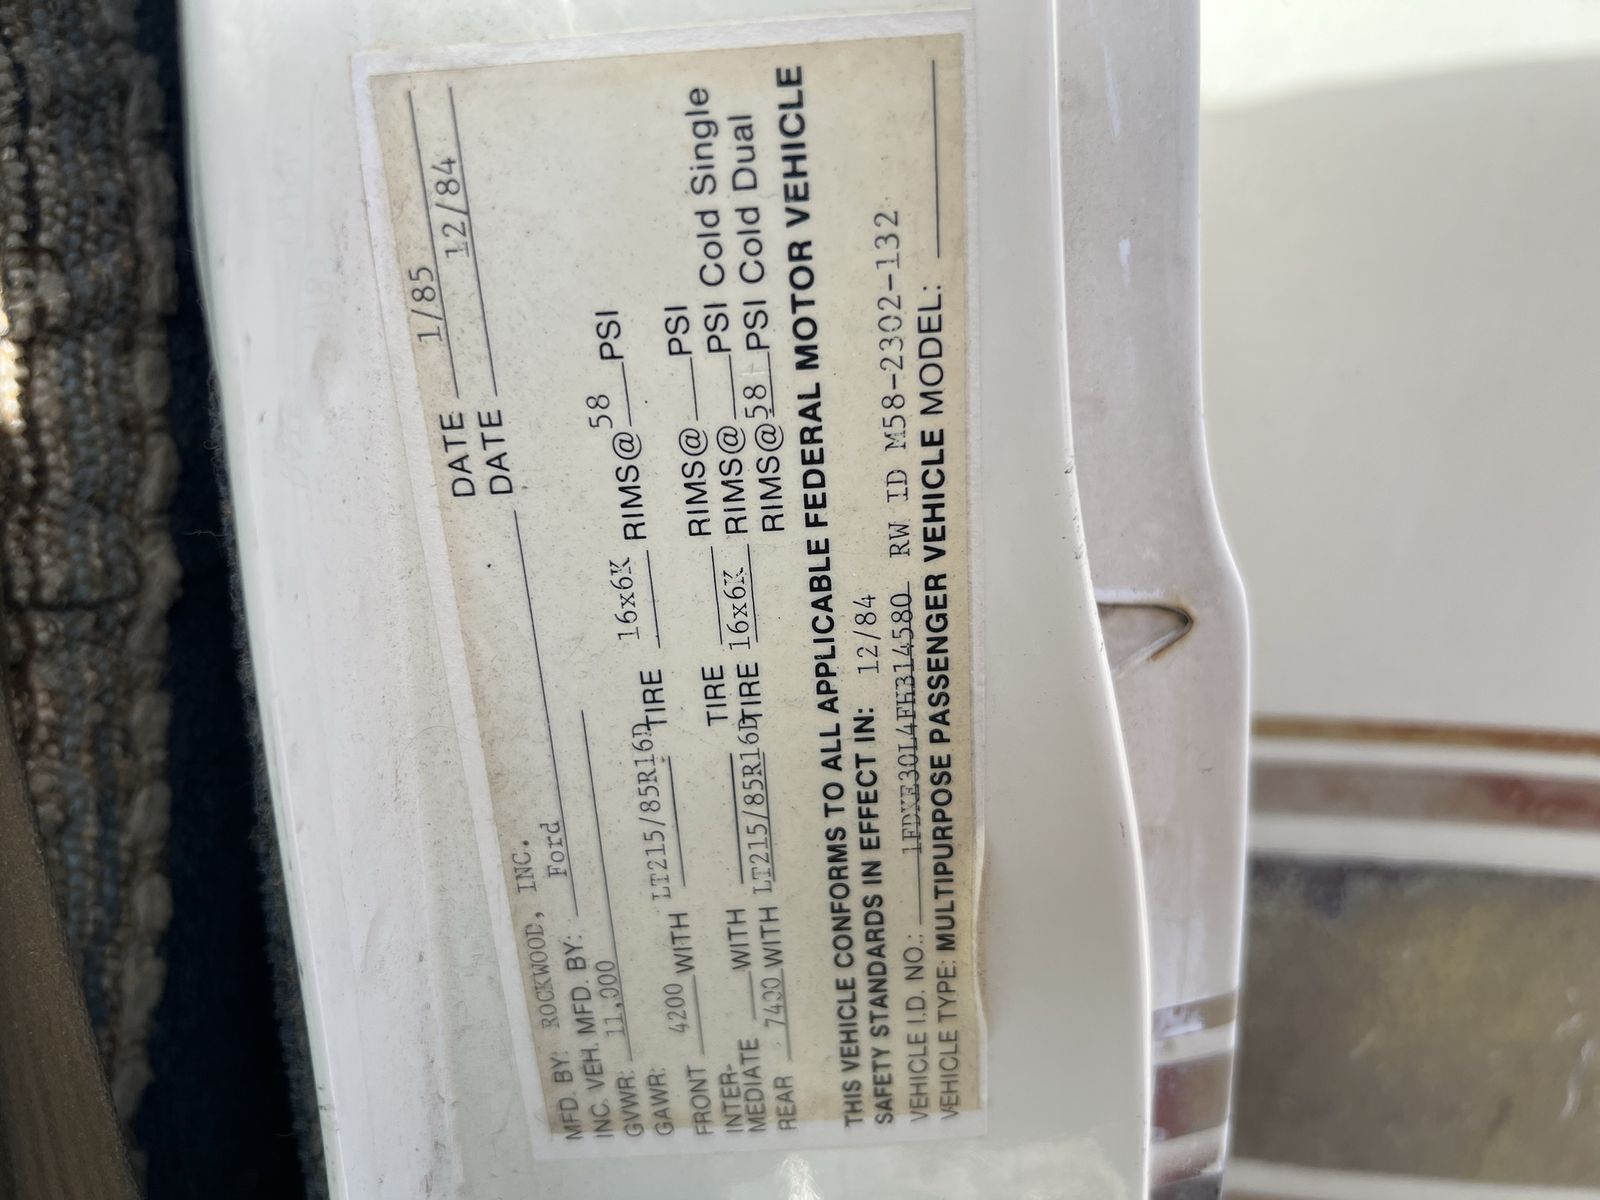 MFD. BY: ROCKWOOD, INC. DATE 1/85
INC. VEH. MFD. BY: Ford DATE 12/84
GVWR: 11,000
GAWR:
FRONT 4200 WITH LT215/85R16D TIRE 16x6K RIMS@ 58 PSI
INTER-
MEDIATE WITH TIRE RIMS@ PSI
REAR 7400 WITH LT215/85R16D TIRE 16x6K RIMS@ PSI Cold Single
RIMS@ 58 PSI Cold Dual
THIS VEHICLE CONFORMS TO ALL APPLICABLE FEDERAL MOTOR VEHICLE
SAFETY STANDARDS IN EFFECT IN: 12/84
VEHICLE I.D. NO.: 1FDKE30L4FHB14580 RW ID M58-2302-132
VEHICLE TYPE: MULTIPURPOSE PASSENGER VEHICLE MODEL: